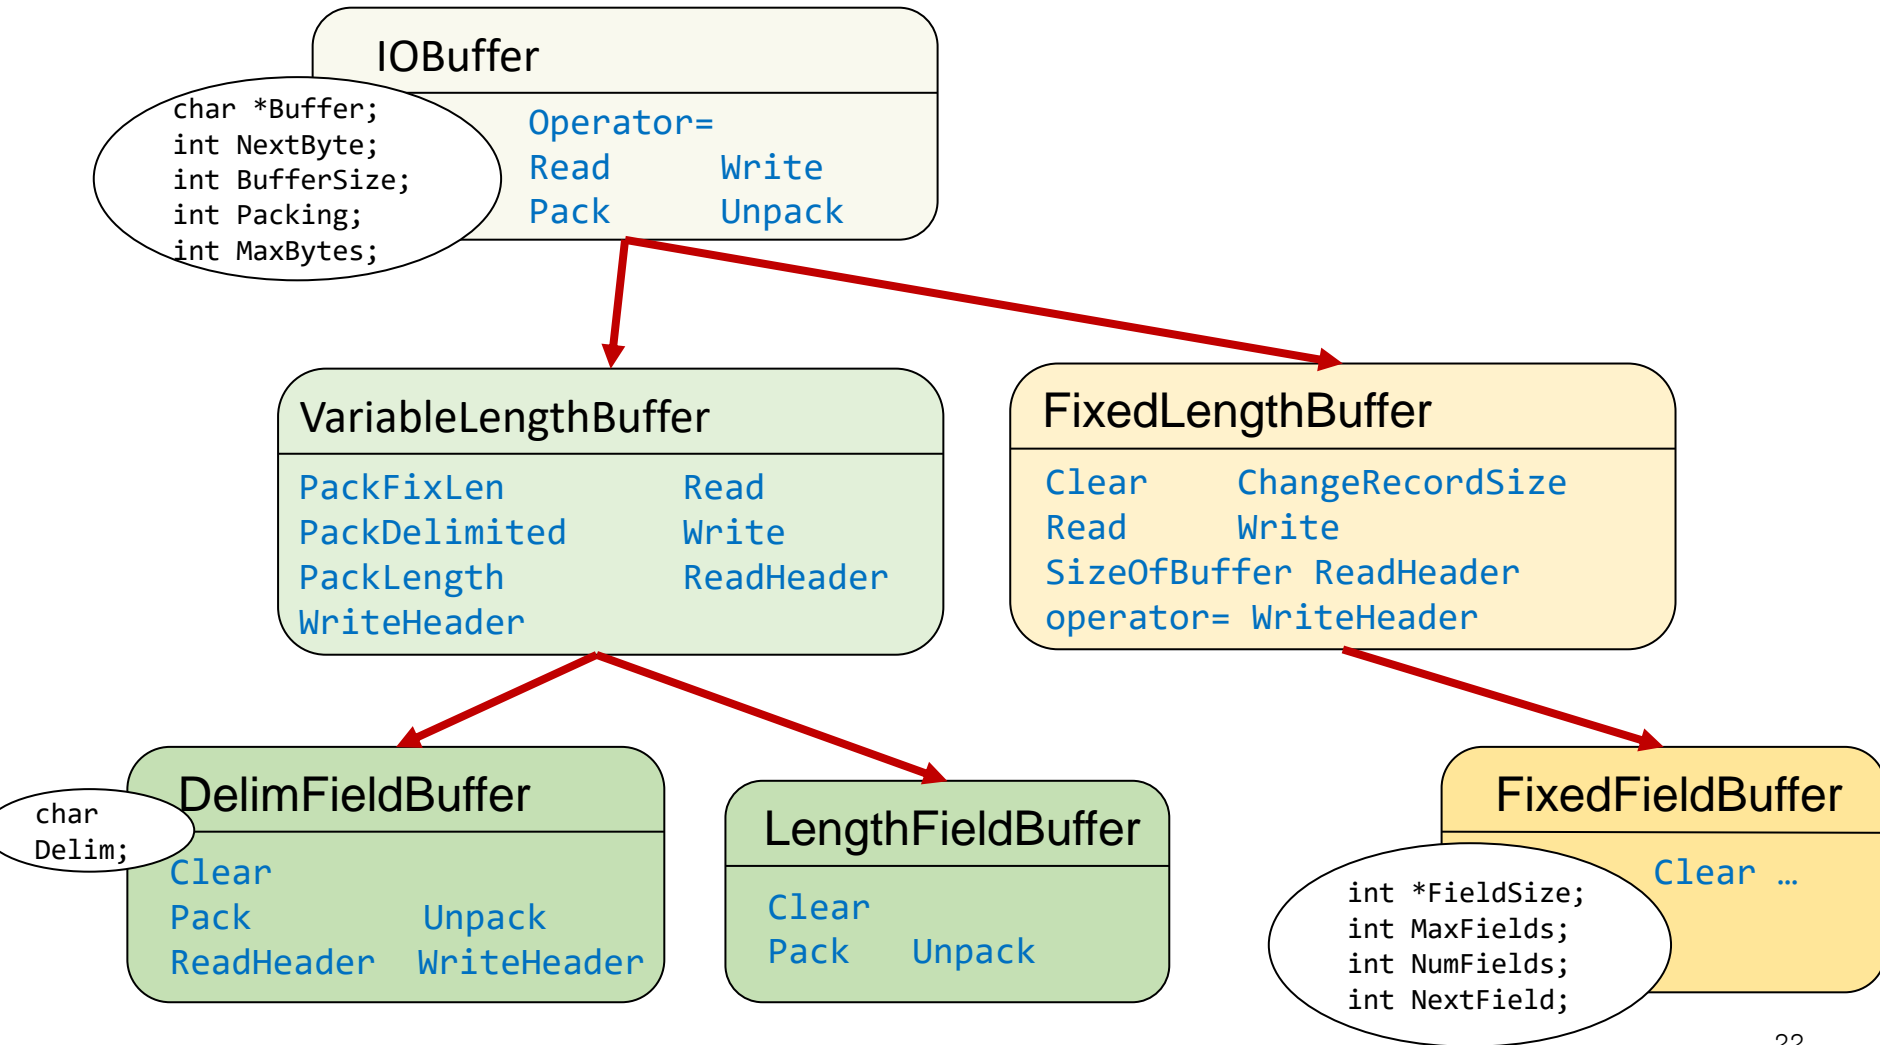 IOBuffer
char *Buffer;
int NextByte;
int BufferSize;
int Packing;
int MaxBytes;
Operator=
Read Write
Pack Unpack
VariableLengthBuffer
PackFixLen Read
PackDelimited Write
PackLength ReadHeader
WriteHeader
FixedLengthBuffer
Clear ChangeRecordSize
Read Write
SizeOfBuffer ReadHeader
operator= WriteHeader
DelimFieldBuffer
char
Delim;
Clear
Pack Unpack
ReadHeader WriteHeader
LengthFieldBuffer
Clear
Pack Unpack
FixedFieldBuffer
Clear …
int *FieldSize;
int MaxFields;
int NumFields;
int NextField;
22